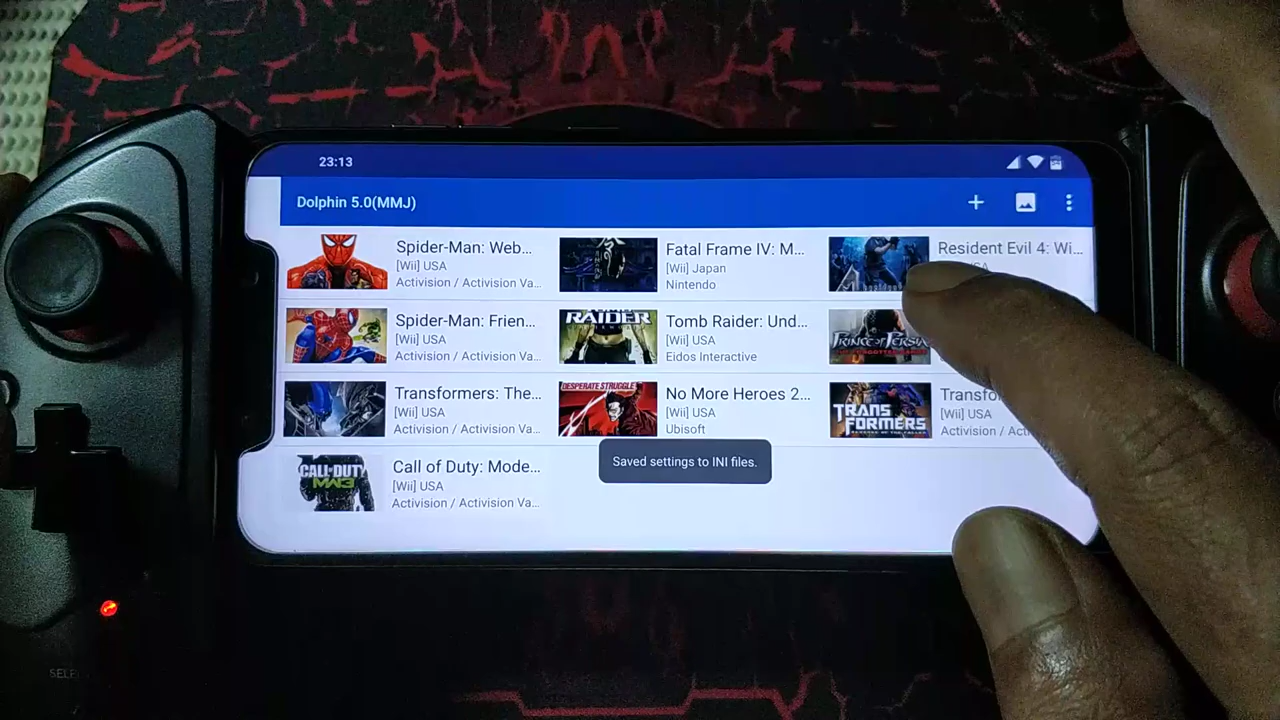 23:13
Dolphin 5.0(MMJ)
Spider-Man: Web...
[Wii] USA
Activision / Activision Va...
Fatal Frame IV: M...
[Wii] Japan
Nintendo
Resident Evil 4: Wi...
Spider-Man: Frien...
[Wii] USA
Activision / Activision Va...
RAIDER
Tomb Raider: Und...
[Wii] USA
Eidos Interactive
PRINCE OF PERSIA
Transformers: The...
[Wii] USA
Activision / Activision Va...
DESPERATE STRUGGLE
No More Heroes 2...
[Wii] USA
Ubisoft
TRANSFORMERS
[Wii] USA
CALL OF DUTY
MW3
Call of Duty: Mode...
[Wii] USA
Activision / Activision Va...
Saved settings to INI files.